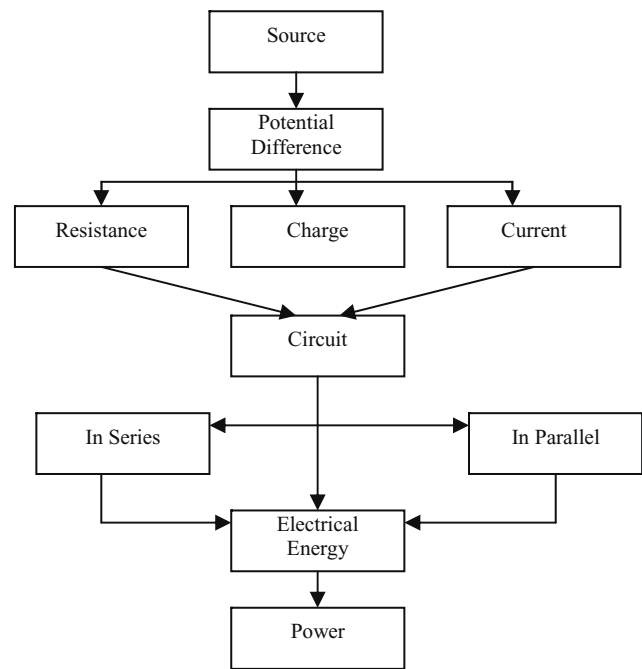 Source
Potential
Difference
Resistance
Charge
Current
Circuit
In Series
In Parallel
Electrical
Energy
Power